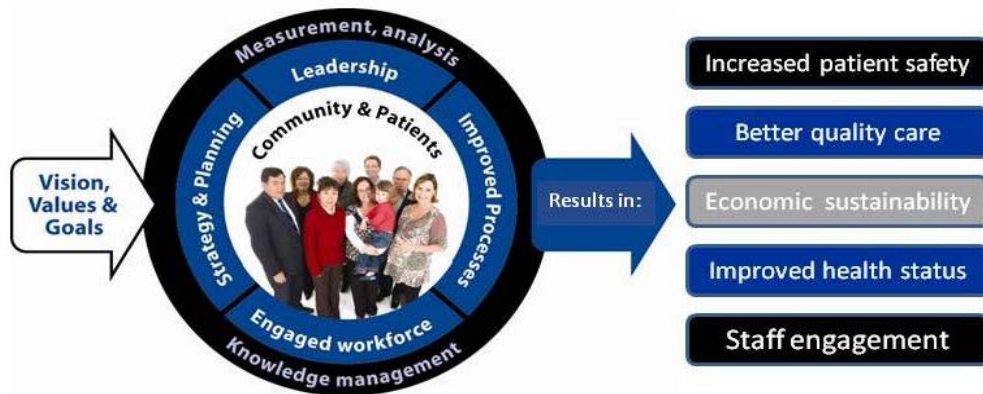 Measurement, analysis
Leadership
Community & Patients
Strategy & Planning
Improved Processes
Engaged workforce
Knowledge management
Vision,
Values &
Goals
Results in:
Increased patient safety
Better quality care
Economic sustainability
Improved health status
Staff engagement